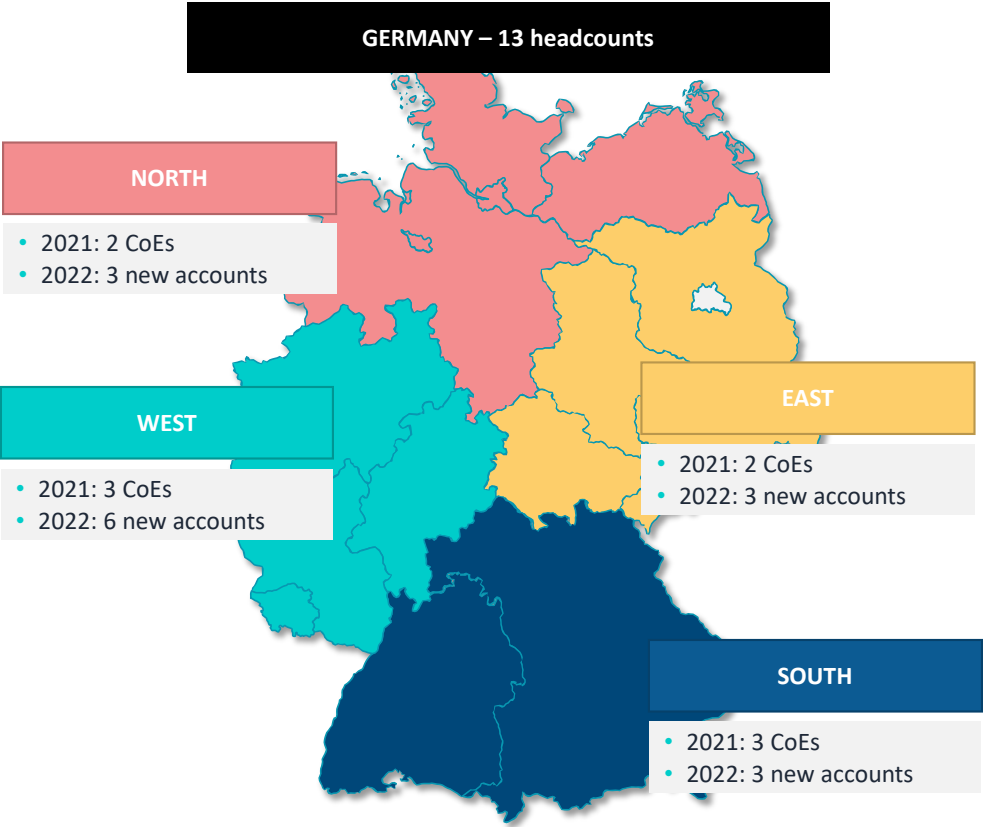 GERMANY – 13 headcounts
NORTH
• 2021: 2 CoEs
• 2022: 3 new accounts
WEST
• 2021: 3 CoEs
• 2022: 6 new accounts
EAST
• 2021: 2 CoEs
• 2022: 3 new accounts
SOUTH
• 2021: 3 CoEs
• 2022: 3 new accounts